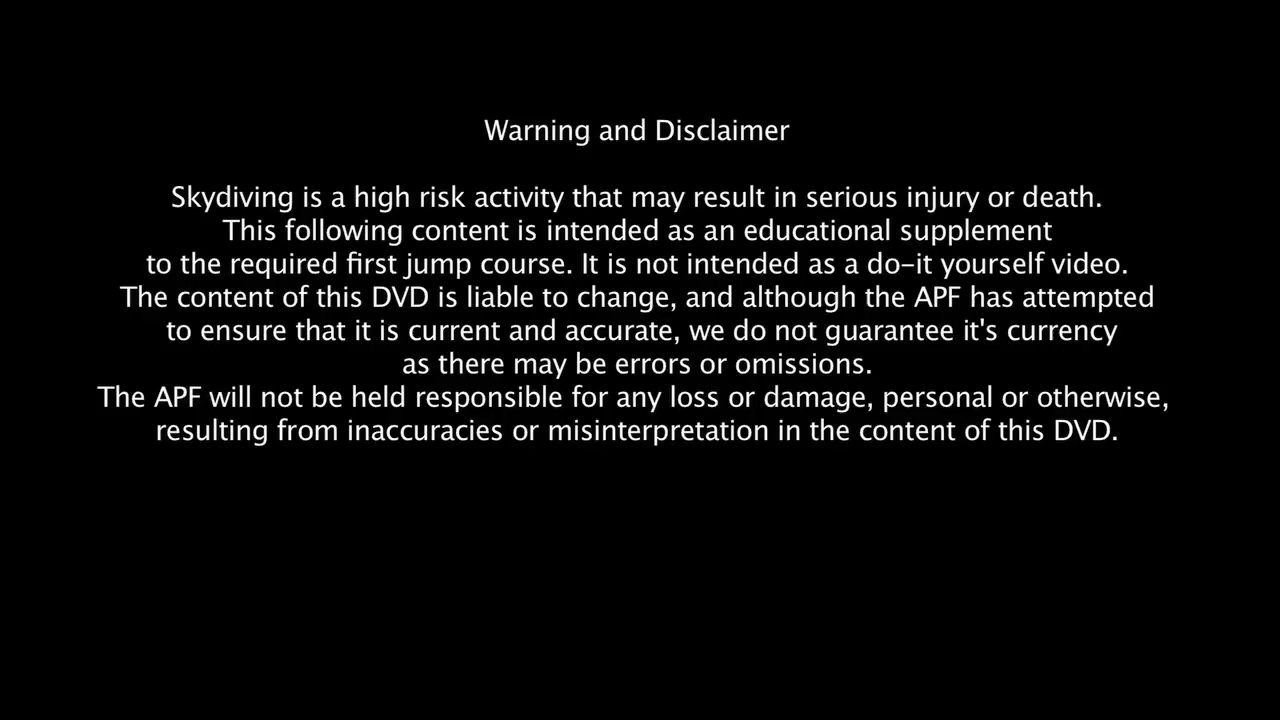 Warning and Disclaimer
Skydiving is a high risk activity that may result in serious injury or death.
This following content is intended as an educational supplement
to the required first jump course. It is not intended as a do-it yourself video.
The content of this DVD is liable to change, and although the APF has attempted
to ensure that it is current and accurate, we do not guarantee it's currency
as there may be errors or omissions.
The APF will not be held responsible for any loss or damage, personal or otherwise,
resulting from inaccuracies or misinterpretation in the content of this DVD.